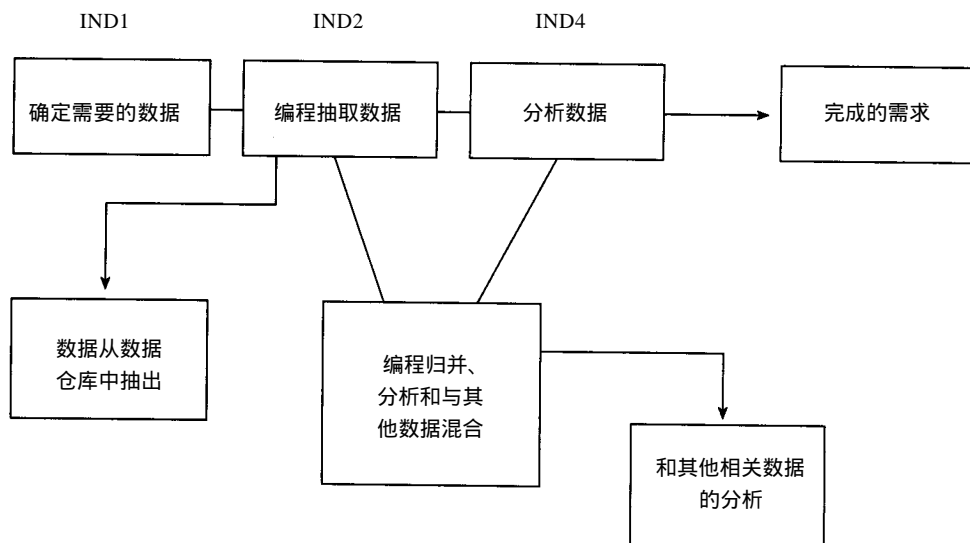 IND1
IND2
IND4
确定需要的数据
编程抽取数据
分析数据
完成的需求
数据从数据
仓库中抽出
编程归并、
分析和与其
他数据混合
和其他相关数据
的分析